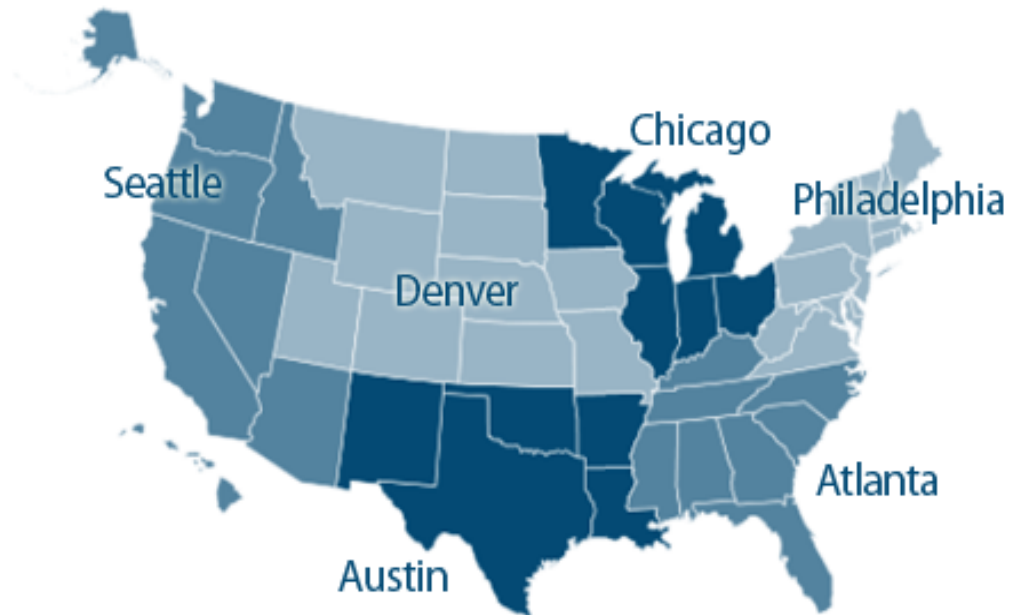 Chicago
Seattle
Philadelphia
Denver
Atlanta
Austin